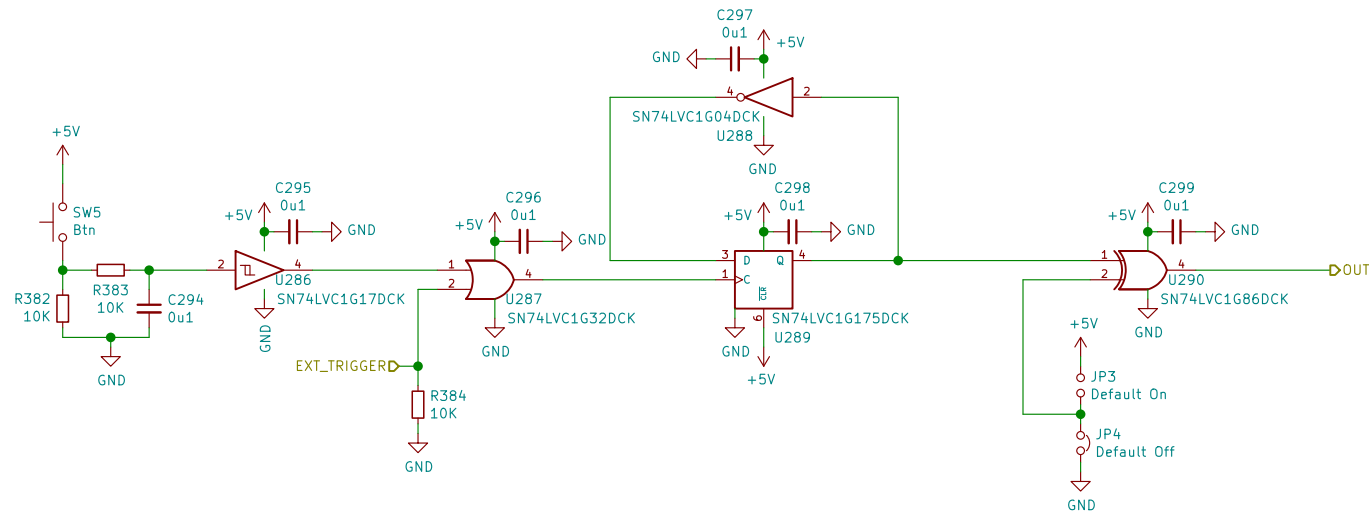 C297
0u1
+5V
GND
4
2
SN74LVC1G04DCK
U288
GND
+5V
SW5
Btn
R382
10K
R383
10K
C294
0u1
GND
C295
0u1
+5V
GND
2
4
U286
SN74LVC1G17DCK
GND
C296
0u1
+5V
GND
1
2
4
U287
SN74LVC1G32DCK
GND
EXT_TRIGGER
R384
10K
GND
C298
0u1
+5V
GND
3
D
Q
4
1
C
CLR
6
SN74LVC1G175DCK
U289
GND
+5V
C299
0u1
+5V
GND
1
2
4
U290
SN74LVC1G86DCK
GND
OUT
+5V
JP3
Default On
JP4
Default Off
GND